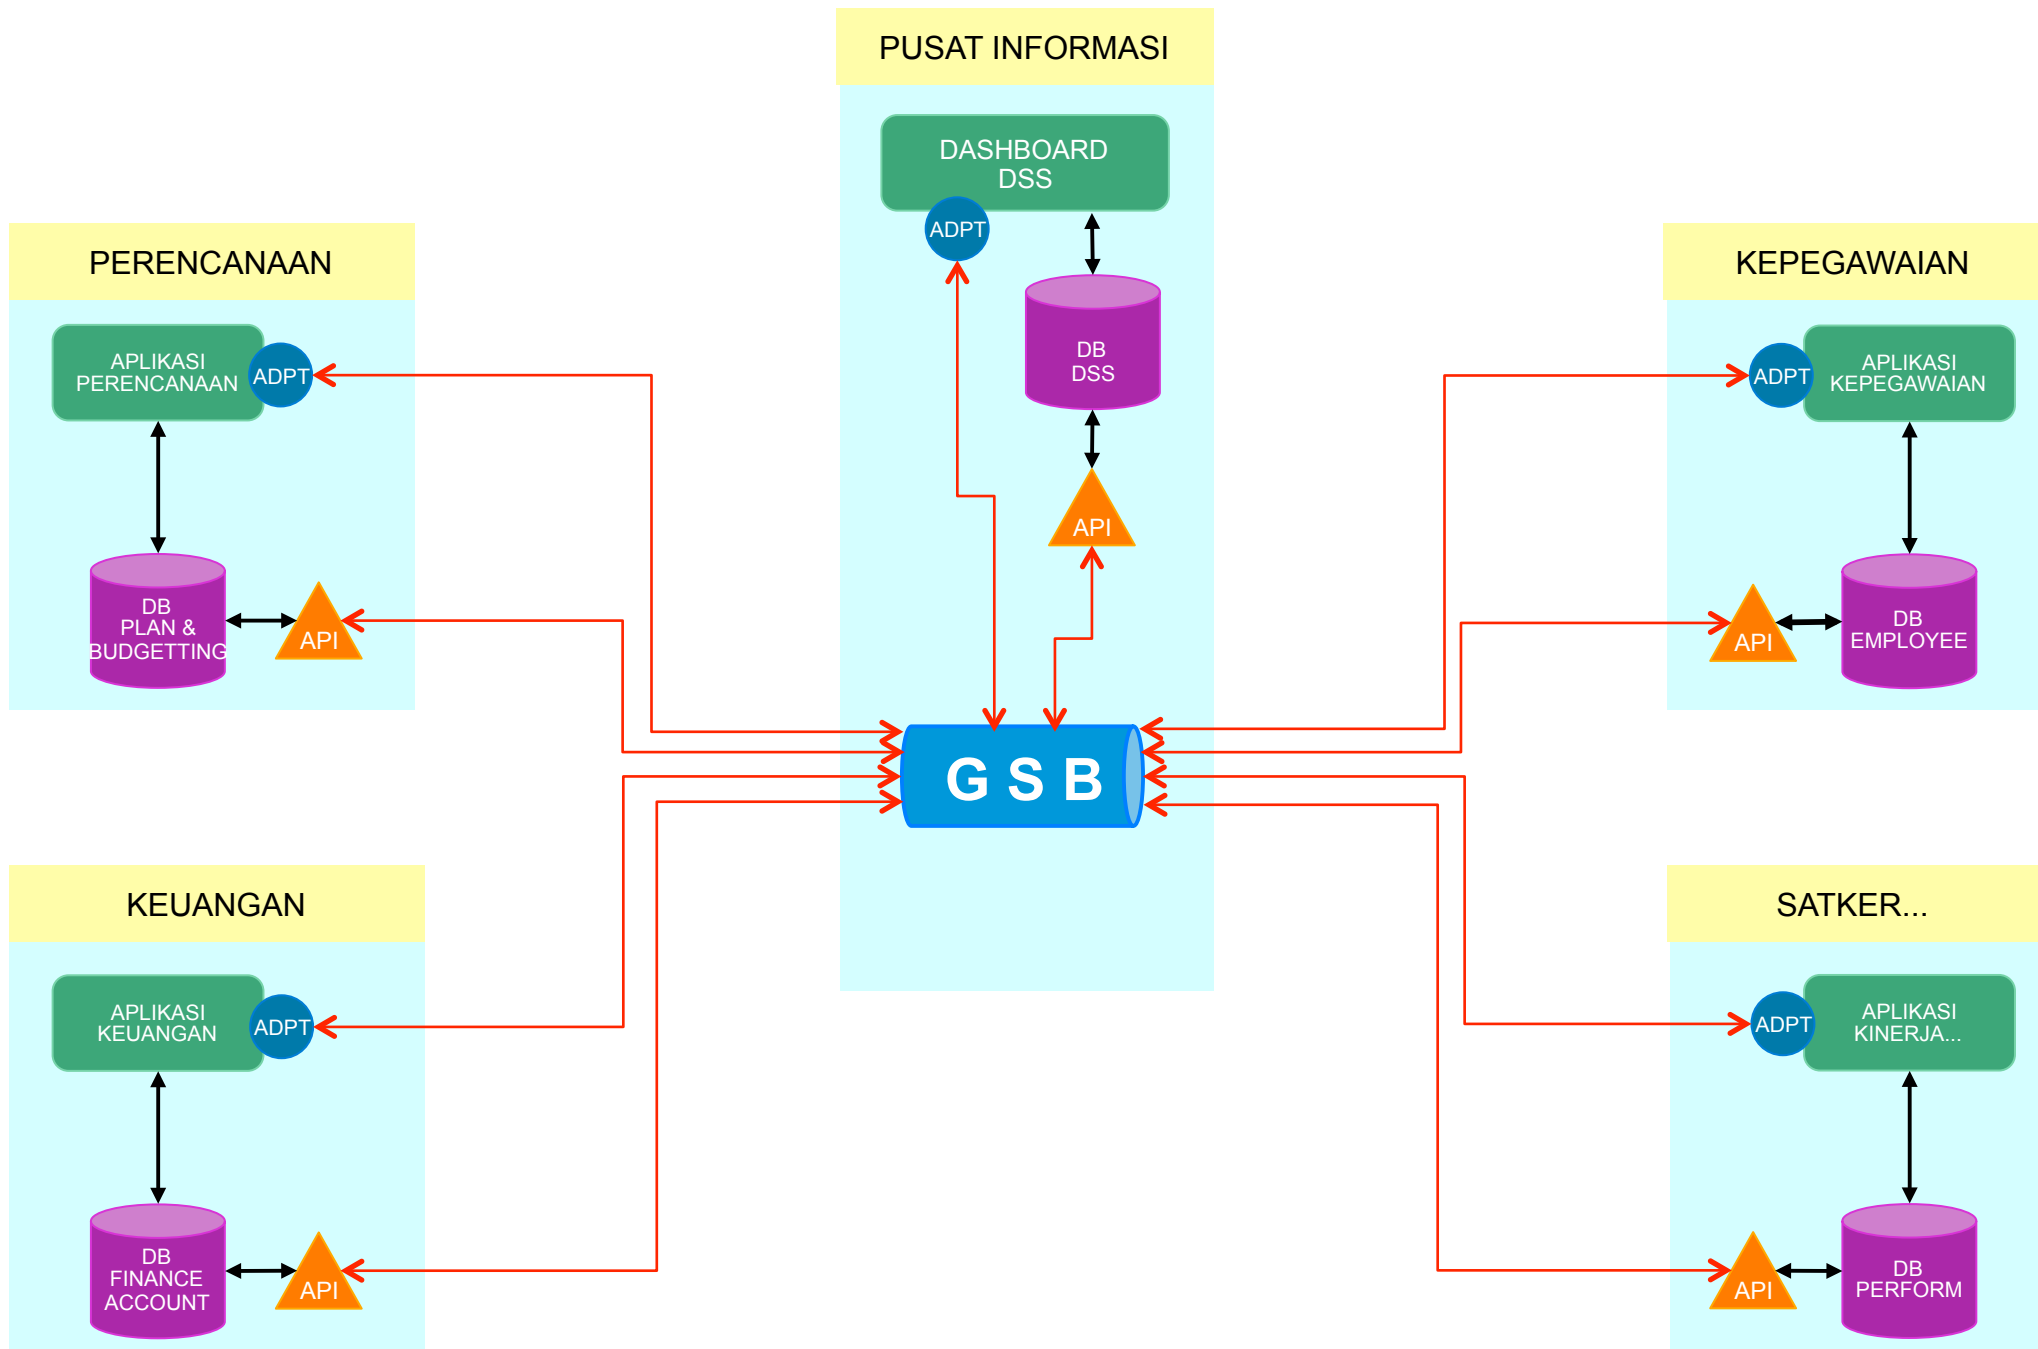 PUSAT INFORMASI
DASHBOARD
DSS
ADPT
DB
DSS
API
G S B
PERENCANAAN
APLIKASI
PERENCANAAN
ADPT
DB
PLAN &
BUDGETTING
API
KEPEGAWAIAN
ADPT
APLIKASI
KEPEGAWAIAN
API
DB
EMPLOYEE
KEUANGAN
APLIKASI
KEUANGAN
ADPT
DB
FINANCE
ACCOUNT
API
SATKER...
ADPT
APLIKASI
KINERJA...
API
DB
PERFORM